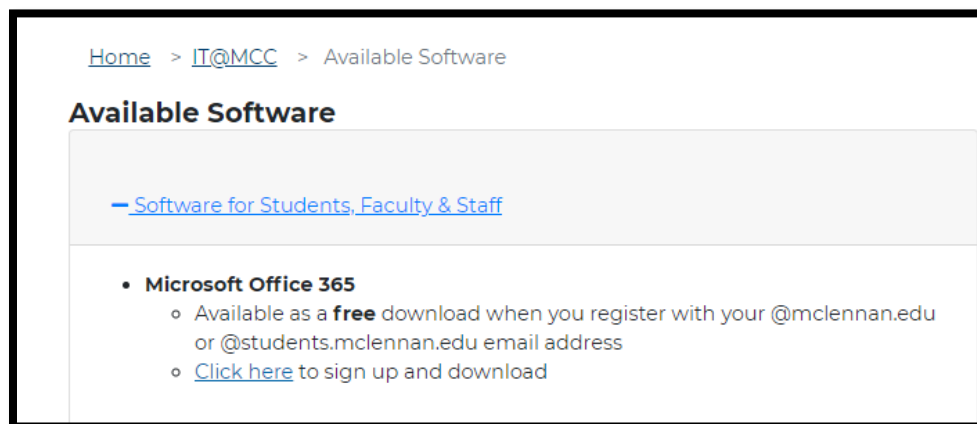 Home > IT@MCC > Available Software
Available Software
Software for Students, Faculty & Staff
• Microsoft Office 365
○ Available as a free download when you register with your @mclennan.edu
or @students.mclennan.edu email address
○ Click here to sign up and download